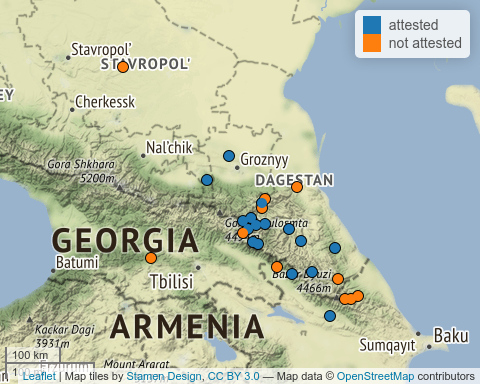 attested
not attested
Stavropol'
STAVROPOL'
EY
Cherkessk
Nal'chik
Groznyy
Gora Shkhara
5200m
DAGESTAN
GEORGIA
Batumi
Tbilisi
4466m
ARMENIA
Kackar Dagi
3931m
Mount Ararat
Sumqayıt
Baku
100 km
Leaflet | Map tiles by Stamen Design, CC BY 3.0 — Map data © OpenStreetMap contributors